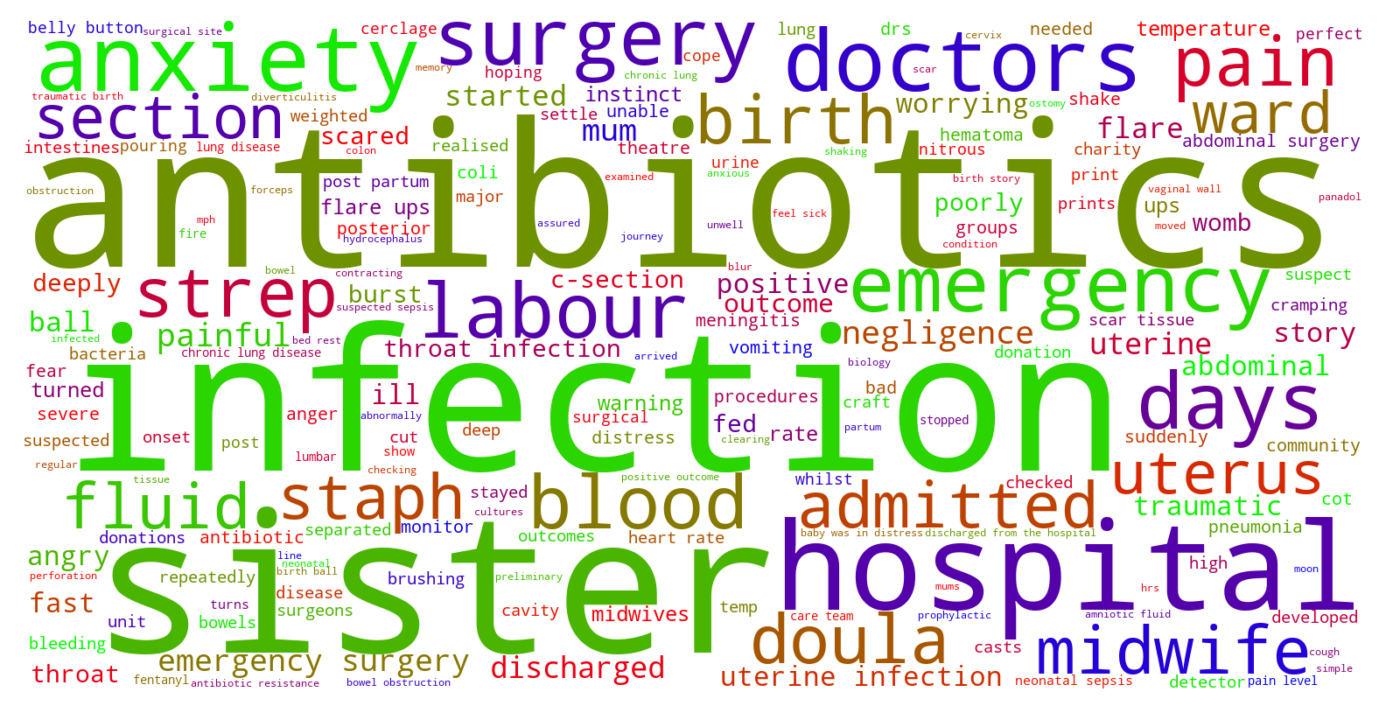 belly button
surgical site
anxiety
cerclage
memory
surgery
hoping
cope
chronic lung
lung
drs
cervix
needed
temperature
perfect
doctors
scar
pain
traumatic birth
diverticulitis
section
weighted
scared
started
settle
instinct
unable
mum
birth
worrying
ostomy
shake
flare
ward
abdominal surgery
intestines
pouring
lung disease
colon
realised
theatre
hematoma
nitrous
charity
antibiotics
obstruction
forceps
post partum
coli
major
examined
urine
anxious
shaking
birth story
print
vaginal wall
panadol
flare ups
posterior
assured
feel sick
poorly
prints
ups
womb
mph
fire
hydrocephalus
journey
unwell
groups
condition
moved
deeply
strep
bowel
contracting
suspected sepsis
burst
c-section
blur
positive
outcome
emergency
suspect
cramping
ball
infected
painful
bed rest
labour
meningitis
negligence
scar tissue
uterine
story
bacteria
chronic lung disease
throat infection
arrived
vomiting
donation
biology
abdominal
fear
turned
infection
ill
abnormally
warning
procedures
bad
craft
days
severe
anger
surgical
fed
rate
partum
stopped
suspected
onset
post
cut
show
deep
distress
clearing
suddenly
community
regular
lumbar
checking
tissue
positive outcome
whilst
checked
uterus
fluid
staph
stayed
cultures
blood
admitted
traumatic
cot
separated
monitor
donations
antibiotic
outcomes
heart rate
baby was in distress
discharged from the hospital
pneumonia
angry
perforation
line
neonatal
birth ball
sister
hospital
high
moon
repeatedly
disease
brushing
preliminary
mums
hrs
fast
turns
surgeons
cavity
midwives
temp
care team
prophylactic
amniotic fluid
developed
unit
bowels
bleeding
doula
casts
midwife
cough
simple
throat
emergency surgery
discharged
fentanyl
antibiotic resistance
bowel obstruction
uterine infection
neonatal sepsis
detector
pain level